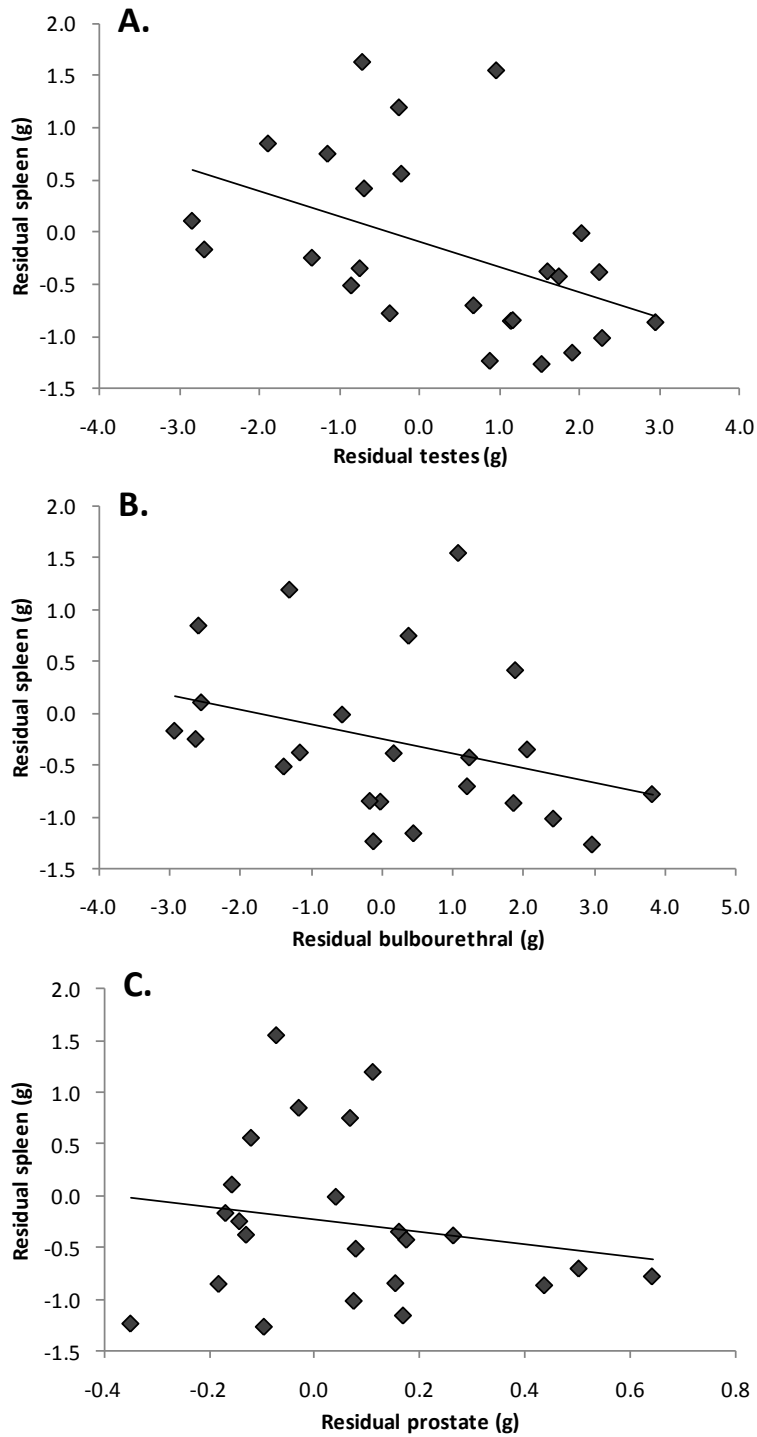 A.
2.0
1.5
1.0
0.5
0.0
-0.5
-1.0
-1.5
Residual spleen (g)
-4.0 -3.0 -2.0 -1.0 0.0 1.0 2.0 3.0 4.0
Residual testes (g)
B.
2.0
1.5
1.0
0.5
0.0
-0.5
-1.0
-1.5
Residual spleen (g)
-4.0 -3.0 -2.0 -1.0 0.0 1.0 2.0 3.0 4.0 5.0
Residual bulbourethral (g)
C.
2.0
1.5
1.0
0.5
0.0
-0.5
-1.0
-1.5
Residual spleen (g)
-0.4 -0.2 0.0 0.2 0.4 0.6 0.8
Residual prostate (g)